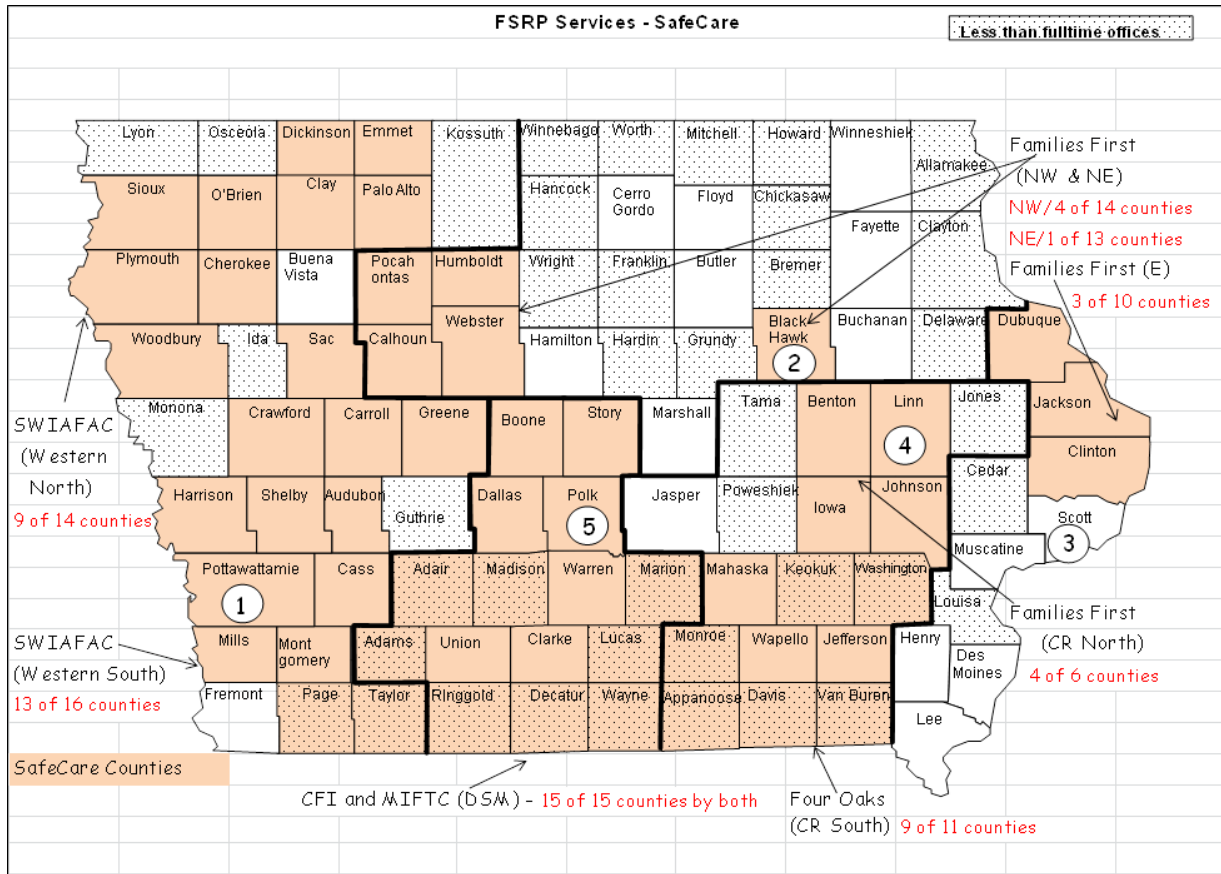 FSRP Services - SafeCare
Less than fulltime offices
Lyon
Osceola
Dickinson
Emmet
Kossuth
Winnebago
Worth
Mitchell
Howard
Winneshiek
Allamakee
Families First
(NW & NE)
NW/4 of 14 counties
NE/1 of 13 counties
Sioux
O'Brien
Clay
Palo Alto
Hancock
Cerro
Gordo
Floyd
Chickasaw
Fayette
Clayton
Plymouth
Cherokee
Buena
Vista
Pocah
ontas
Humboldt
Wright
Franklin
Butler
Bremer
Families First (E)
3 of 10 counties
Woodbury
Ida
Sac
Calhoun
Webster
Hamilton
Hardin
Grundy
Black
Hawk
2
Buchanan
Delaware
Dubuque
SWIAFAC
(Western
North)
9 of 14 counties
Monona
Crawford
Carroll
Greene
Boone
Story
Marshall
Tama
Benton
Linn
4
Jones
Jackson
Clinton
Harrison
Shelby
Audubon
Guthrie
Dallas
Polk
5
Jasper
Poweshiek
Iowa
Johnson
Cedar
Scott
3
Muscatine
Pottawattamie
1
Cass
Adair
Madison
Warren
Marion
Mahaska
Keokuk
Washington
Louisa
Families First
(CR North)
4 of 6 counties
SWIAFAC
(Western South)
13 of 16 counties
Mills
Mont
gomery
Adams
Union
Clarke
Lucas
Monroe
Wapello
Jefferson
Henry
Des
Moines
Fremont
Page
Taylor
Ringgold
Decatur
Wayne
Appanoose
Davis
Van Buren
Lee
SafeCare Counties
CFI and MIFTC (DSM) - 15 of 15 counties by both
Four Oaks
(CR South) 9 of 11 counties